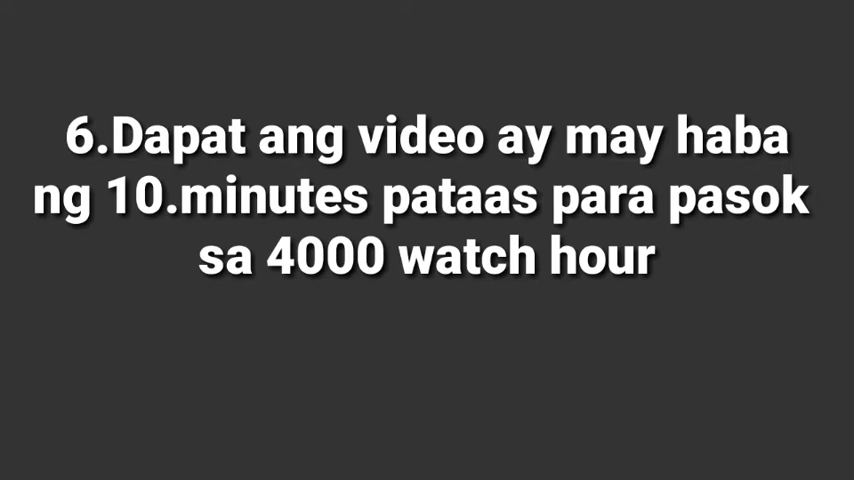 6.Dapat ang video ay may haba
ng 10.minutes pataas para pasok
sa 4000 watch hour